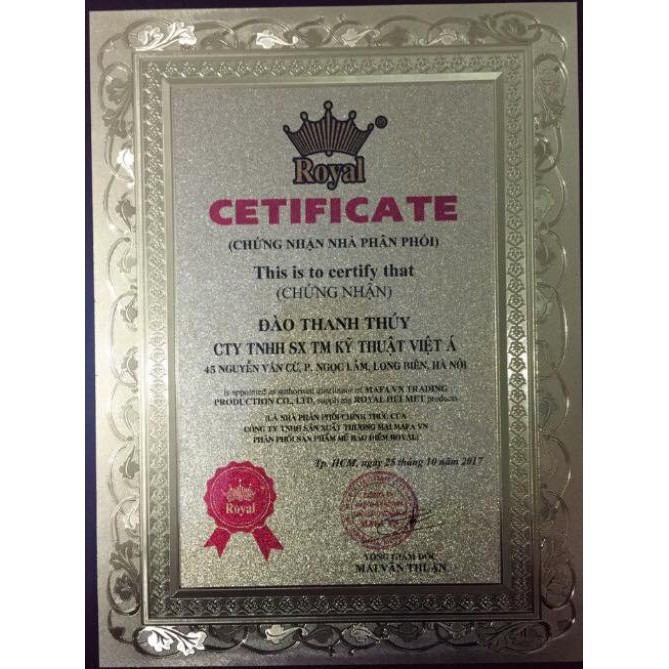 ®
Royal
CETIFICATE
(CHỨNG NHẬN NHÀ PHÂN PHỐI)
This is to certify that
(CHỨNG NHẬN)
ĐÀO THANH THÚY
CTY TNHH SX TM KỸ THUẬT VIỆT Á
45 NGUYỄN VĂN CỪ, P. NGỌC LÂM, LONG BIÊN, HÀ NỘI
is appointed as authorised distributor of MAFA VN TRADING
PRODUCTION CO., LTD, supplying ROYAL HELMET products
(LÀ NHÀ PHÂN PHỐI CHÍNH THỨC CỦA
CÔNG TY TNHH SẢN XUẤT THƯƠNG MẠI MAFA VN
PHÂN PHỐI SẢN PHẨM MŨ BẢO HIỂM ROYAL)
Tp. HCM, ngày 25 tháng 10 năm 2017
Royal
TỔNG GIÁM ĐỐC
MAI VĂN THUẬN